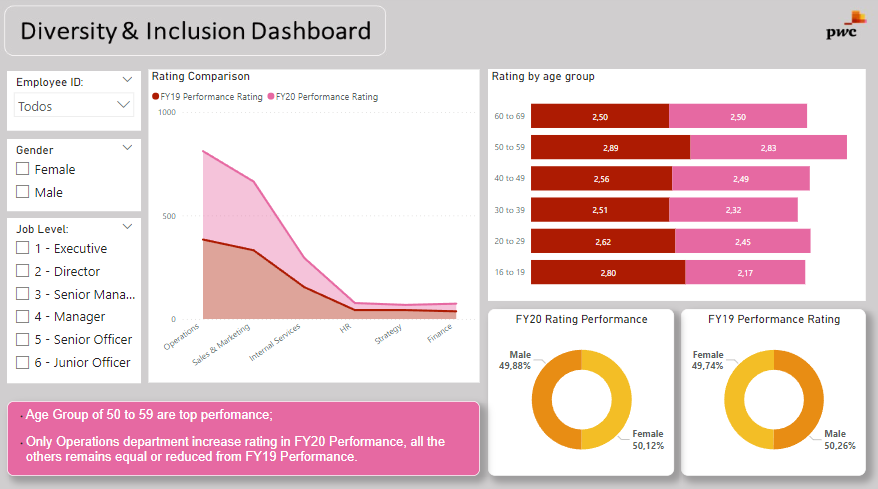 Diversity & Inclusion Dashboard
pwc
Employee ID:
Todos
Gender
Female
Male
Job Level:
1 - Executive
2 - Director
3 - Senior Mana...
4 - Manager
5 - Senior Officer
6 - Junior Officer
Rating Comparison
FY19 Performance Rating FY20 Performance Rating
1000
500
0
Operations
Sales & Marketing
Internal Services
HR
Strategy
Finance
Rating by age group
60 to 69 2,50 2,50
50 to 59 2,89 2,83
40 to 49 2,56 2,49
30 to 39 2,51 2,32
20 to 29 2,62 2,45
16 to 19 2,80 2,17
FY20 Rating Performance
Male
49,88%
Female
50,12%
FY19 Performance Rating
Female
49,74%
Male
50,26%
· Age Group of 50 to 59 are top perfomance;
· Only Operations department increase rating in FY20 Performance, all the
others remains equal or reduced from FY19 Performance.